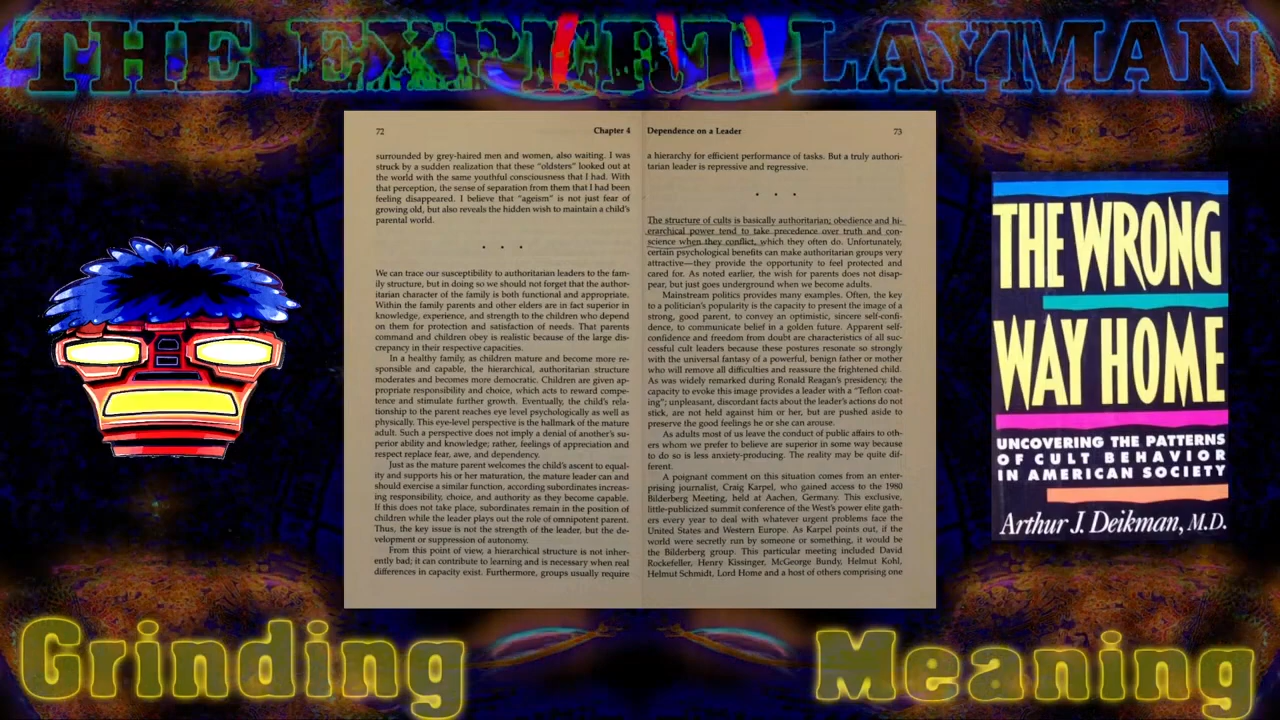 THE EXPERT LAYMAN
72
Chapter 4
surrounded by grey-haired men and women, also waiting. I was
struck by a sudden realization that these "oldsters" looked out at
the world with the same youthful consciousness that I had. With
that perception, the sense of separation from them that I had been
feeling disappeared. I believe that "ageism" is not just fear of
growing old, but also reveals the hidden wish to maintain a child's
parental world.
• • •
We can trace our susceptibility to authoritarian leaders to the fam-
ily structure, but in doing so we should not forget that the author-
itarian character of the family is both functional and appropriate.
Within the family parents and other elders are in fact superior in
knowledge, experience, and strength to the children who depend
on them for protection and satisfaction of needs. That parents
command and children obey is realistic because of the large dis-
crepancy in their respective capacities.
In a healthy family, as children mature and become more re-
sponsible and capable, the hierarchical, authoritarian structure
moderates and becomes more democratic. Children are given ap-
propriate responsibility and choice, which acts to reward compe-
tence and stimulate further growth. Eventually, the child's rela-
tionship to the parent reaches eye level psychologically as well as
physically. This eye-level perspective is the hallmark of the mature
adult. Such a perspective does not imply a denial of another's su-
perior ability and knowledge; rather, feelings of appreciation and
respect replace fear, awe, and dependency.
Just as the mature parent welcomes the child's ascent to equal-
ity and supports his or her maturation, the mature leader can and
should exercise a similar function, according subordinates increas-
ing responsibility, choice, and authority as they become capable.
If this does not take place, subordinates remain in the position of
children while the leader plays out the role of omnipotent parent.
Thus, the key issue is not the strength of the leader, but the de-
velopment or suppression of autonomy.
From this point of view, a hierarchical structure is not inher-
ently bad; it can contribute to learning and is necessary when real
differences in capacity exist. Furthermore, groups usually require
Dependence on a Leader
73
a hierarchy for efficient performance of tasks. But a truly authori-
tarian leader is repressive and regressive.
• • •
The structure of cults is basically authoritarian; obedience and hi-
erarchical power tend to take precedence over truth and con-
science when they conflict, which they often do. Unfortunately,
certain psychological benefits can make authoritarian groups very
attractive—they provide the opportunity to feel protected and
cared for. As noted earlier, the wish for parents does not disap-
pear, but just goes underground when we become adults.
Mainstream politics provides many examples. Often, the key
to a politician's popularity is the capacity to present the image of a
strong, good parent, to convey an optimistic, sincere self-confi-
dence, to communicate belief in a golden future. Apparent self-
confidence and freedom from doubt are characteristics of all suc-
cessful cult leaders because these postures resonate so strongly
with the universal fantasy of a powerful, benign father or mother
who will remove all difficulties and reassure the frightened child.
As was widely remarked during Ronald Reagan's presidency, the
capacity to evoke this image provides a leader with a "Teflon coat-
ing"; unpleasant, discordant facts about the leader's actions do not
stick, are not held against him or her, but are pushed aside to
preserve the good feelings he or she can arouse.
As adults most of us leave the conduct of public affairs to oth-
ers whom we prefer to believe are superior in some way because
to do so is less anxiety-producing. The reality may be quite dif-
ferent.
A poignant comment on this situation comes from an enter-
prising journalist, Craig Karpel, who gained access to the 1980
Bilderberg Meeting, held at Aachen, Germany. This exclusive,
little-publicized summit conference of the West's power elite gath-
ers every year to deal with whatever urgent problems face the
United States and Western Europe. As Karpel points out, if the
world were secretly run by someone or something, it would be
the Bilderberg group. This particular meeting included David
Rockefeller, Henry Kissinger, McGeorge Bundy, Helmut Kohl,
Helmut Schmidt, Lord Home and a host of others comprising one
THE WRONG
WAY HOME
UNCOVERING THE PATTERNS
OF CULT BEHAVIOR
IN AMERICAN SOCIETY
Arthur J. Deikman, M.D.
Grinding
Meaning